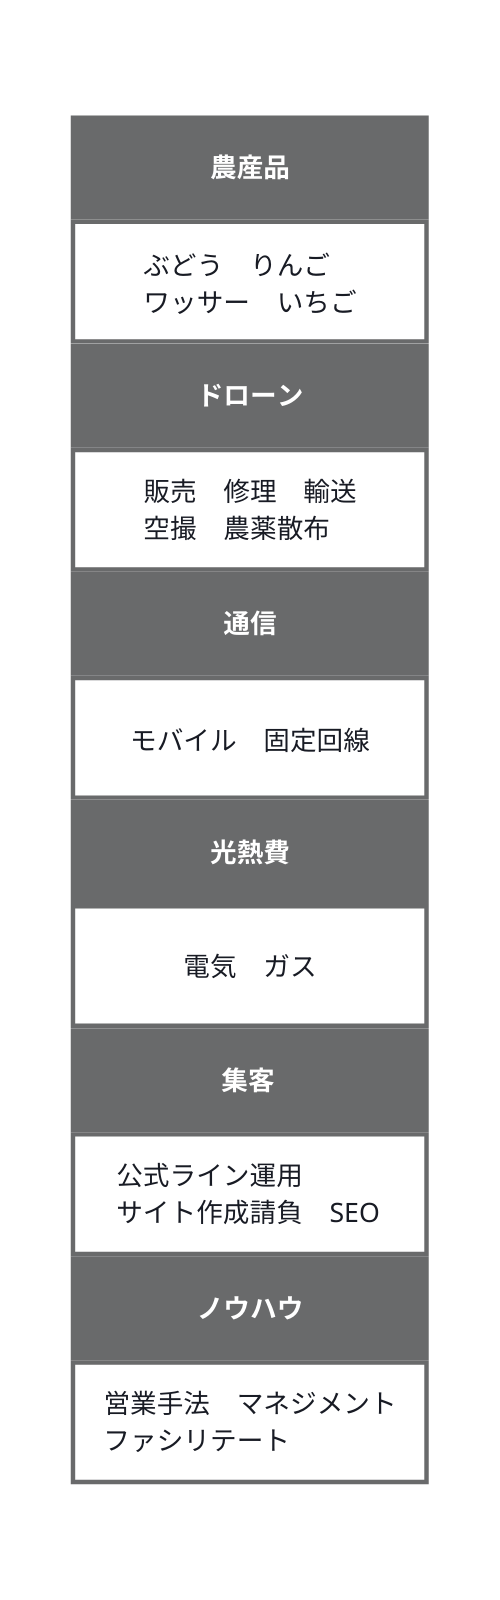 農産品
ぶどう　りんご
ワッサー　いちご
ドローン
販売　修理　輸送
空撮　農薬散布
通信
モバイル　固定回線
光熱費
電気　ガス
集客
公式ライン運用
サイト作成請負　SEO
ノウハウ
営業手法　マネジメント
ファシリテート